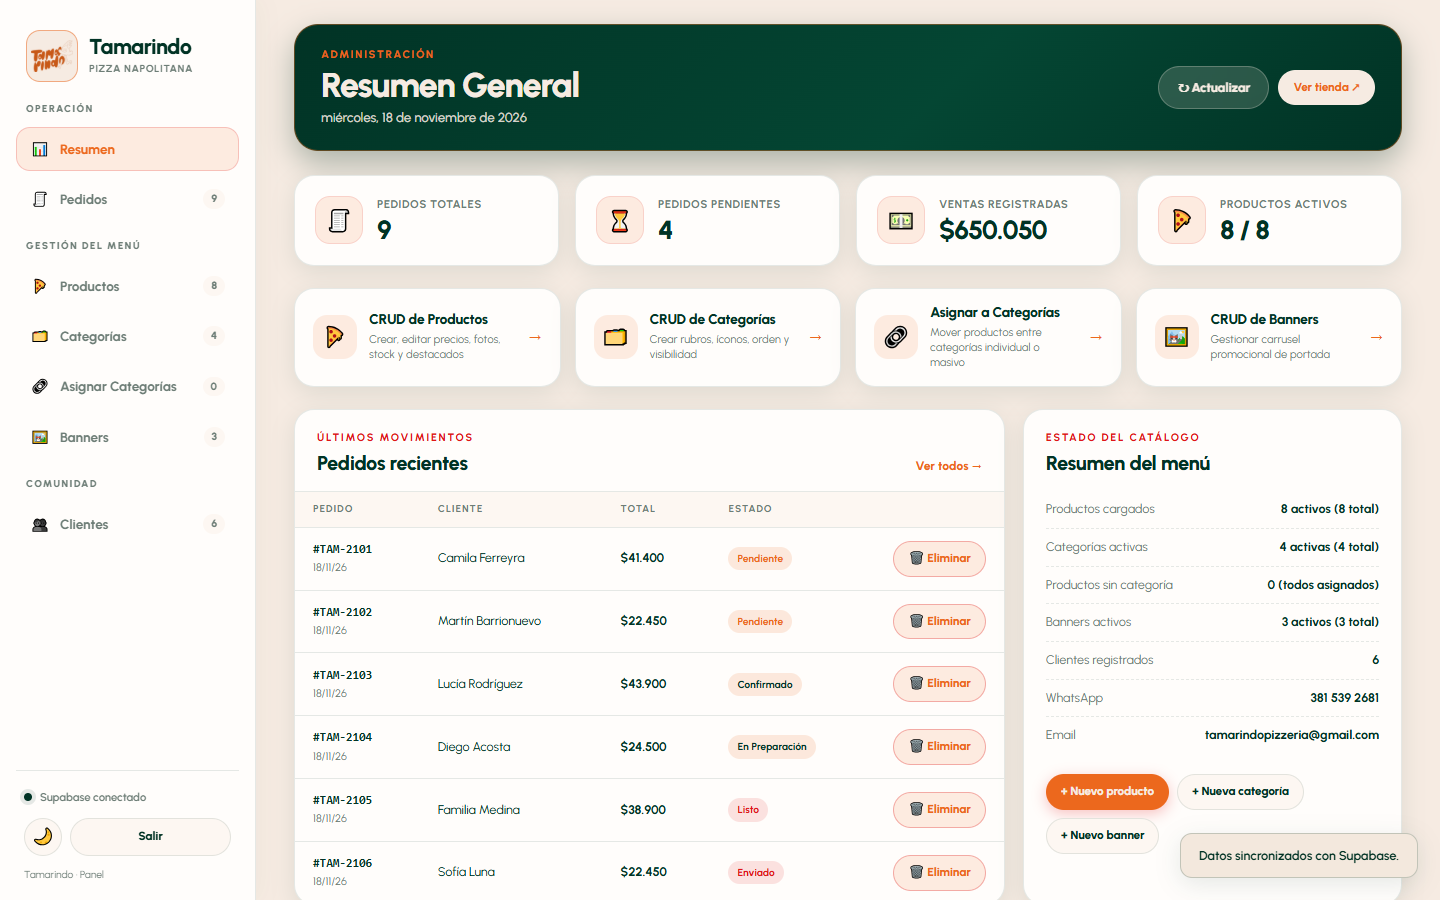 Tamarindo
PIZZA NAPOLITANA
OPERACIÓN
Resumen
Pedidos 9
GESTIÓN DEL MENÚ
Productos 8
Categorías 4
Asignar Categorías 0
Banners 3
COMUNIDAD
Clientes 6
Supabase conectado
Salir
Tamarindo · Panel
ADMINISTRACIÓN
Resumen General
miércoles, 18 de noviembre de 2026
↻ Actualizar
Ver tienda ↗
PEDIDOS TOTALES
9
PEDIDOS PENDIENTES
4
VENTAS REGISTRADAS
$650.050
PRODUCTOS ACTIVOS
8 / 8
CRUD de Productos
Crear, editar precios, fotos,
stock y destacados
→
CRUD de Categorías
Crear rubros, íconos, orden y
visibilidad
→
Asignar a Categorías
Mover productos entre
categorías individual o
masivo
→
CRUD de Banners
Gestionar carrusel
promocional de portada
→
ÚLTIMOS MOVIMIENTOS
Pedidos recientes
Ver todos →
PEDIDO CLIENTE TOTAL ESTADO
#TAM-2101 Camila Ferreyra $41.400 Pendiente Eliminar
18/11/26
#TAM-2102 Martín Barrionuevo $22.450 Pendiente Eliminar
18/11/26
#TAM-2103 Lucía Rodríguez $43.900 Confirmado Eliminar
18/11/26
#TAM-2104 Diego Acosta $24.500 En Preparación Eliminar
18/11/26
#TAM-2105 Familia Medina $38.900 Listo Eliminar
18/11/26
#TAM-2106 Sofía Luna $22.450 Enviado Eliminar
18/11/26
ESTADO DEL CATÁLOGO
Resumen del menú
Productos cargados 8 activos (8 total)
Categorías activas 4 activas (4 total)
Productos sin categoría 0 (todos asignados)
Banners activos 3 activos (3 total)
Clientes registrados 6
WhatsApp 381 539 2681
Email tamarindopizzeria@gmail.com
+ Nuevo producto
+ Nueva categoría
+ Nuevo banner
Datos sincronizados con Supabase.